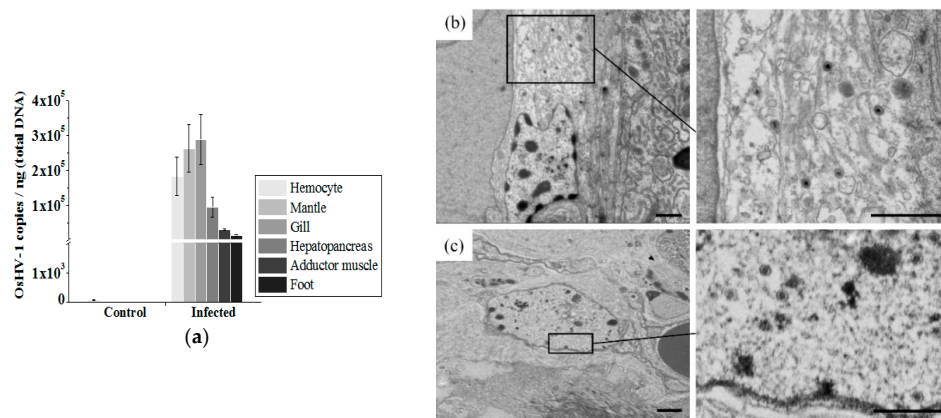 OsHV-1 copies / ng (total DNA)
4x10⁵
3x10⁵
2x10⁵
1x10⁵
1x10³
0
Control
Infected
Hemocyte
Mantle
Gill
Hepatopancreas
Adductor muscle
Foot
(a)
(b)
(c)